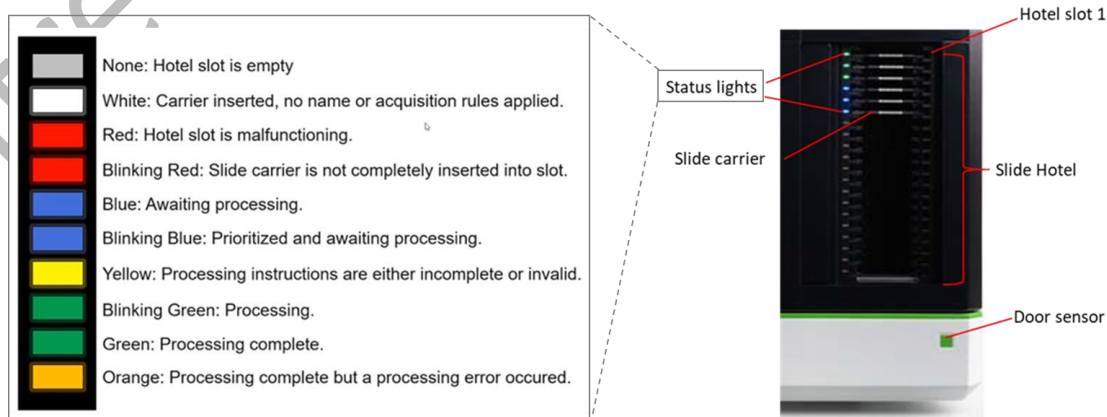 None: Hotel slot is empty
White: Carrier inserted, no name or acquisition rules applied.
Red: Hotel slot is malfunctioning.
Blinking Red: Slide carrier is not completely inserted into slot.
Blue: Awaiting processing.
Blinking Blue: Prioritized and awaiting processing.
Yellow: Processing instructions are either incomplete or invalid.
Blinking Green: Processing.
Green: Processing complete.
Orange: Processing complete but a processing error occured.
Hotel slot 1
Status lights
Slide carrier
Slide Hotel
Door sensor